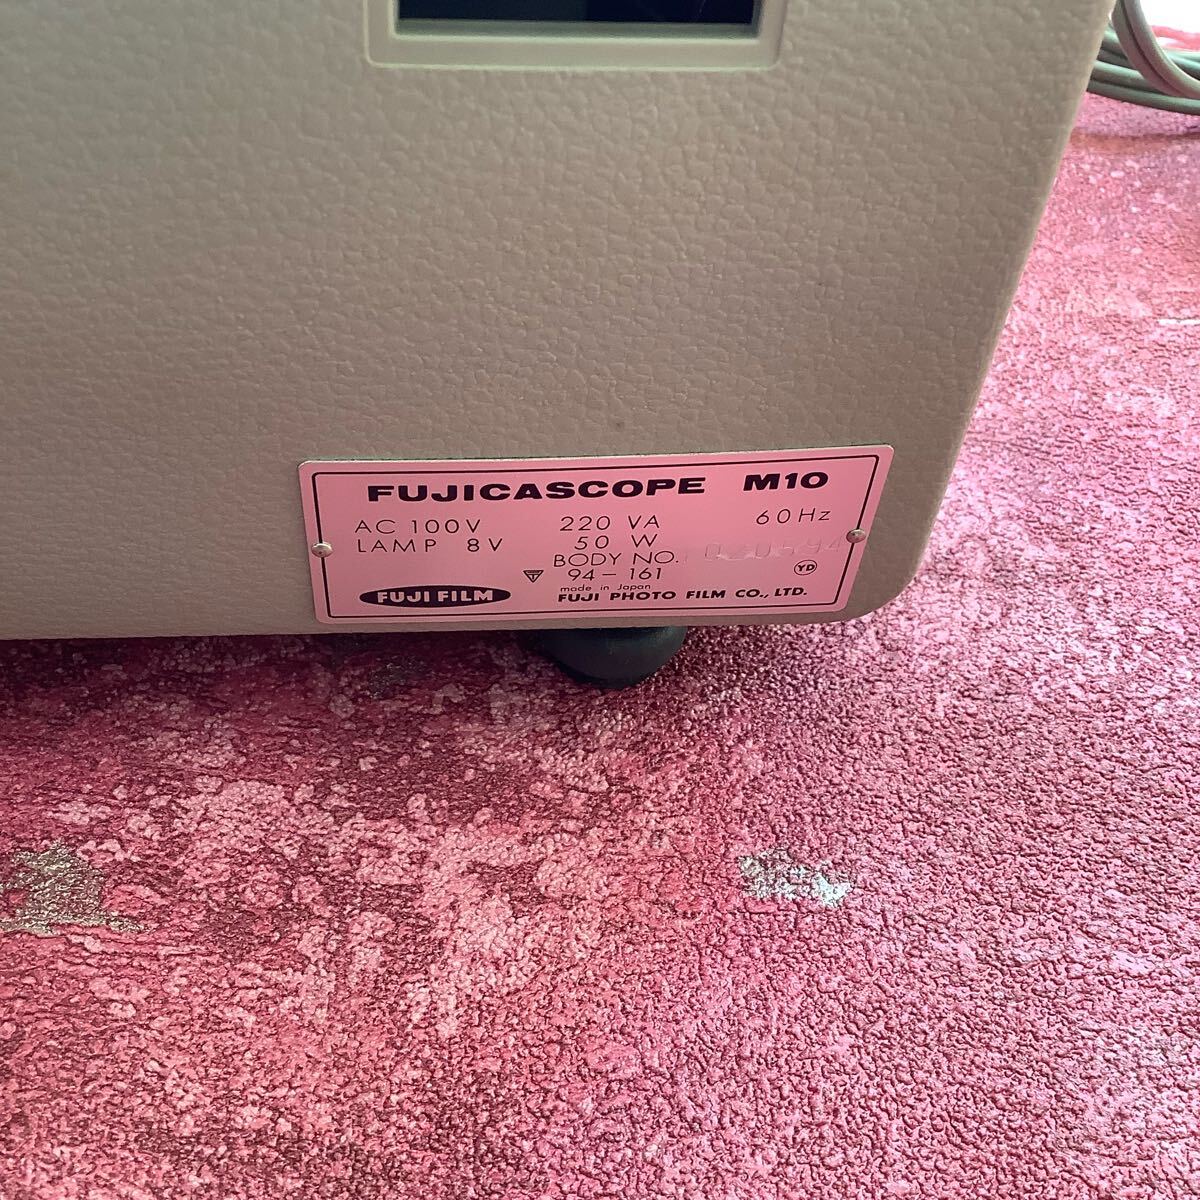 FUJICASCOPE M10
AC 100V 220 VA 60Hz
LAMP 8V 50 W
BODY NO.
T 94-161 YD
made in Japan
FUJI FILM FUJI PHOTO FILM CO., LTD.